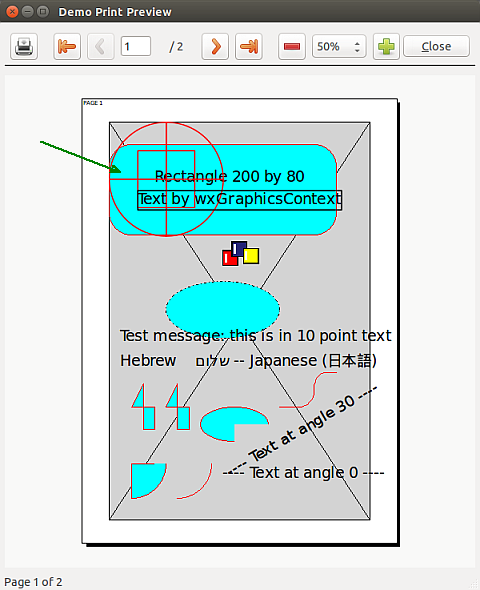 Demo Print Preview
1 / 2 50% Close
PAGE 1
Rectangle 200 by 80
Text by wxGraphicsContext
Test message: this is in 10 point text
Hebrew שלום -- Japanese (日本語)
---- Text at angle 30 ----
---- Text at angle 0 ----
Page 1 of 2